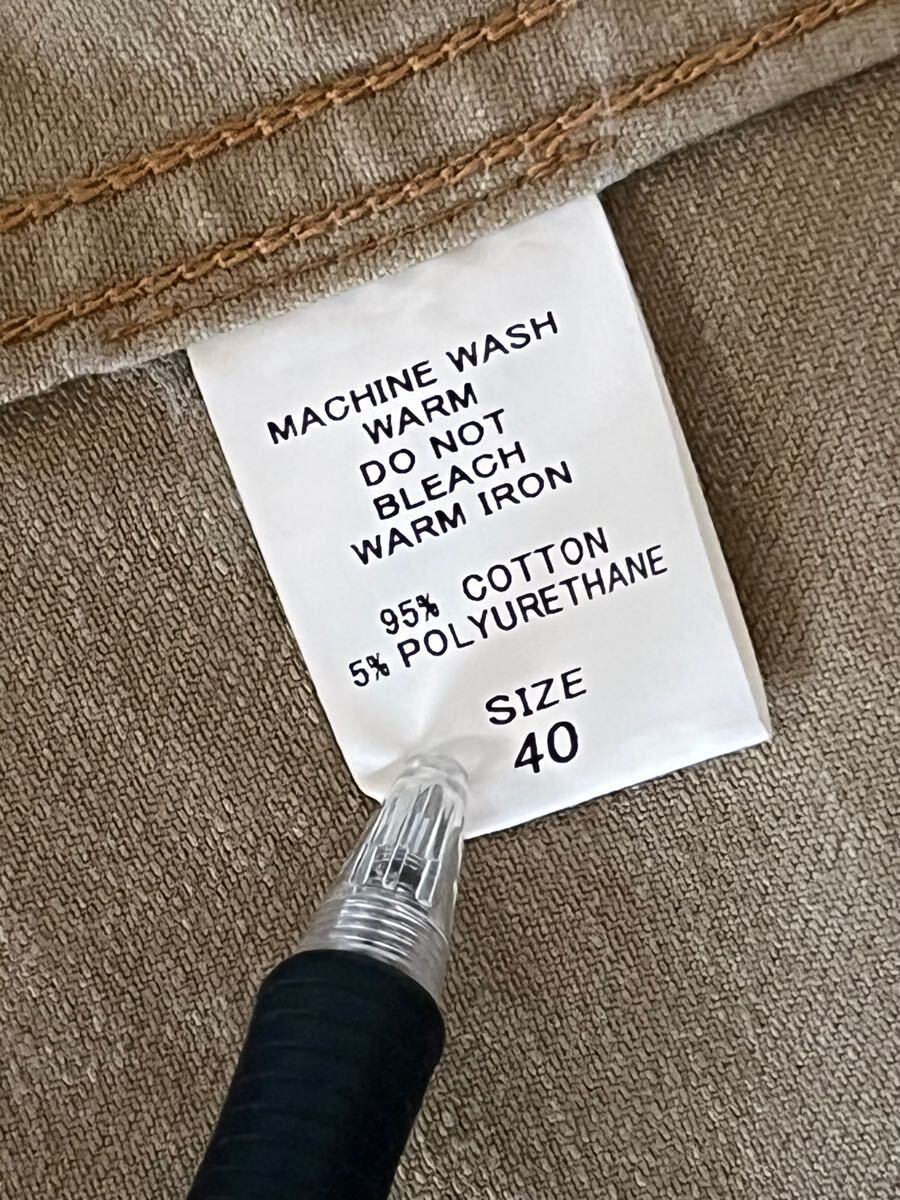 MACHINE WASH
WARM
DO NOT
BLEACH
WARM IRON
95% COTTON
5% POLYURETHANE
SIZE
40